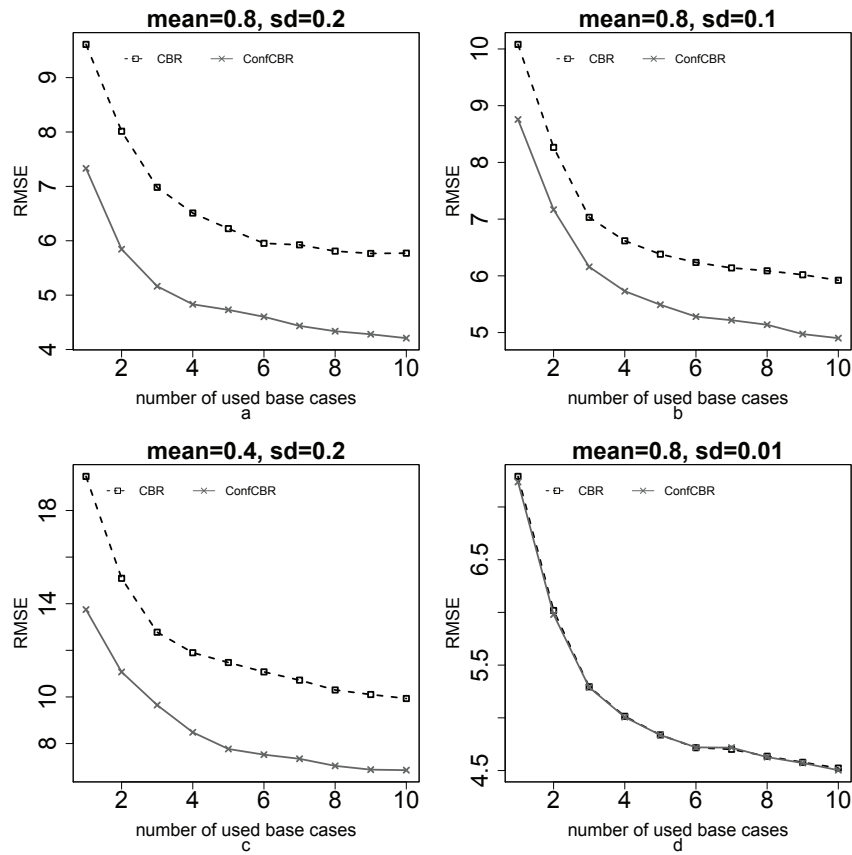 mean=0.8, sd=0.2
CBR ConfCBR
RMSE
4 5 6 7 8 9
2 4 6 8 10
number of used base cases
a
mean=0.8, sd=0.1
CBR ConfCBR
RMSE
5 6 7 8 9 10
2 4 6 8 10
number of used base cases
b
mean=0.4, sd=0.2
CBR ConfCBR
RMSE
8 10 14 18
2 4 6 8 10
number of used base cases
c
mean=0.8, sd=0.01
CBR ConfCBR
RMSE
4.5 5.5 6.5
2 4 6 8 10
number of used base cases
d